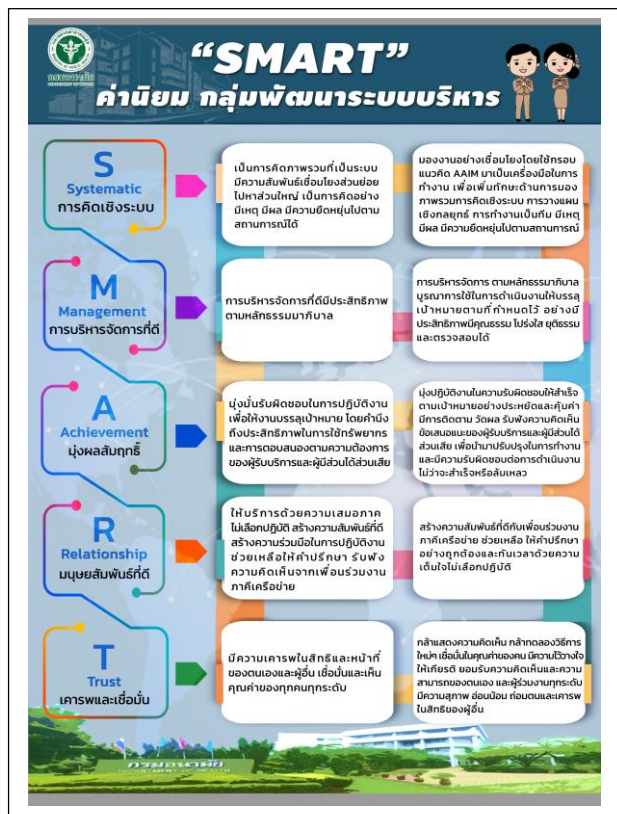 กรมอนามัย
“SMART”
ค่านิยม กลุ่มพัฒนาระบบบริหาร
S
Systematic
การคิดเชิงระบบ
เป็นการคิดภาพรวมที่เป็นระบบ
มีความสัมพันธ์เชื่อมโยงส่วนย่อย
ไปหาส่วนใหญ่ เป็นการคิดอย่าง
มีเหตุ มีผล มีความยืดหยุ่นไปตาม
สถานการณ์ได้
มองงานอย่างเชื่อมโยงโดยใช้กรอบ
แนวคิด AAIM มาเป็นเครื่องมือในการ
ทำงาน เพื่อเพิ่มทักษะด้านการมอง
ภาพรวมการคิดเชิงระบบ การวางแผน
เชิงกลยุทธ์ การทำงานเป็นทีม มีเหตุ
มีผล มีความยืดหยุ่นไปตามสถานการณ์
M
Management
การบริหารจัดการที่ดี
การบริหารจัดการที่ดีมีประสิทธิภาพ
ตามหลักธรรมมาภิบาล
การบริหารจัดการ ตามหลักธรรมาภิบาล
บูรณาการใช้ในการดำเนินงานให้บรรลุ
เป้าหมายตามที่กำหนดไว้ อย่างมี
ประสิทธิภาพมีคุณธรรม โปร่งใส ยุติธรรม
และตรวจสอบได้
A
Achievement
มุ่งผลสัมฤทธิ์
มุ่งมั่นรับผิดชอบในการปฏิบัติงาน
เพื่อให้งานบรรลุเป้าหมาย โดยคำนึง
ถึงประสิทธิภาพในการใช้ทรัพยากร
และการตอบสนองตามความต้องการ
ของผู้รับบริการและผู้มีส่วนได้ส่วนเสีย
มุ่งปฏิบัติงานในความรับผิดชอบให้สำเร็จ
ตามเป้าหมายอย่างประหยัดและคุ้มค่า
มีการติดตาม วัดผล รับฟังความคิดเห็น
ข้อเสนอแนะของผู้รับบริการและผู้มีส่วนได้
ส่วนเสีย เพื่อนำมาปรับปรุงในการทำงาน
และมีความรับผิดชอบต่อการดำเนินงาน
ไม่ว่าจะสำเร็จหรือล้มเหลว
R
Relationship
มนุษยสัมพันธ์ที่ดี
ให้บริการด้วยความเสมอภาค
ไม่เลือกปฏิบัติ สร้างความสัมพันธ์ที่ดี
สร้างความร่วมมือในการปฏิบัติงาน
ช่วยเหลือให้คำปรึกษา รับฟัง
ความคิดเห็นจากเพื่อนร่วมงาน
ภาคีเครือข่าย
สร้างความสัมพันธ์ที่ดีกับเพื่อนร่วมงาน
ภาคีเครือข่าย ช่วยเหลือ ให้คำปรึกษา
อย่างถูกต้องและทันเวลาด้วยความ
เต็มใจไม่เลือกปฏิบัติ
T
Trust
เคารพและเชื่อมั่น
มีความเคารพในสิทธิและหน้าที่
ของตนเองและผู้อื่น เชื่อมั่นและเห็น
คุณค่าของทุกคนทุกระดับ
กล้าแสดงความคิดเห็น กล้าทดลองวิธีการ
ใหม่ๆ เชื่อมั่นในคุณค่าของคน มีความไว้วางใจ
ให้เกียรติ ยอมรับความคิดเห็นและความ
สามารถของตนเอง และผู้ร่วมงานทุกระดับ
มีความสุภาพ อ่อนน้อม ถ่อมตนและเคารพ
ในสิทธิของผู้อื่น
กรมอนามัย
DEPARTMENT OF HEALTH